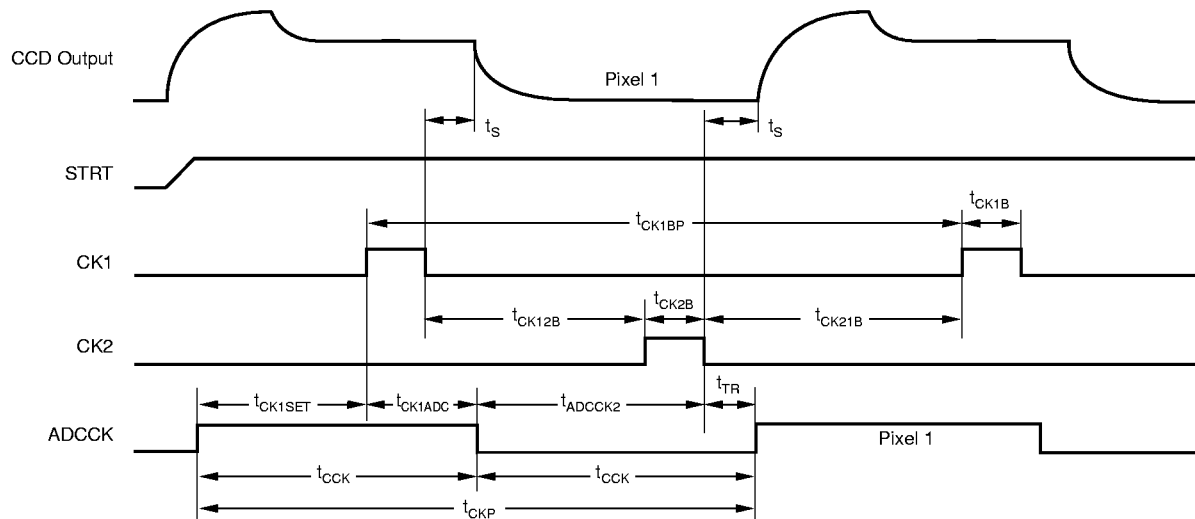 CCD Output
Pixel 1
tS
tS
STRT
tCK1BP
tCK1B
CK1
tCK12B
tCK2B
tCK21B
CK2
tCK1SET
tCK1ADC
tADCCK2
tTR
ADCCK
Pixel 1
tCCK
tCCK
tCKP